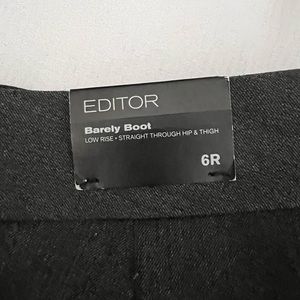 EDITOR
Barely Boot
LOW RISE • STRAIGHT THROUGH HIP & THIGH
6R